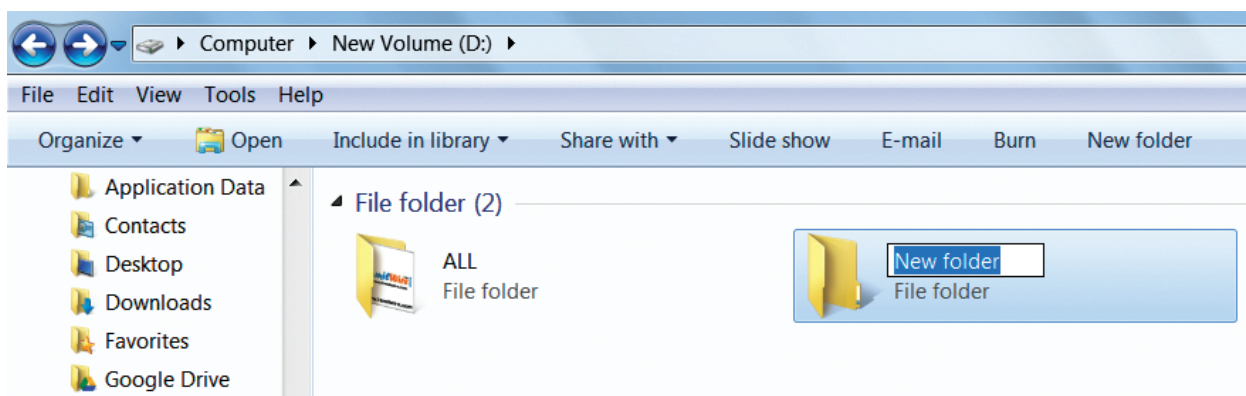 Computer New Volume (D:)
File Edit View Tools Help
Organize Open Include in library Share with Slide show E-mail Burn New folder
Application Data
Contacts
Desktop
Downloads
Favorites
Google Drive
File folder (2)
ALL
File folder
New folder
File folder